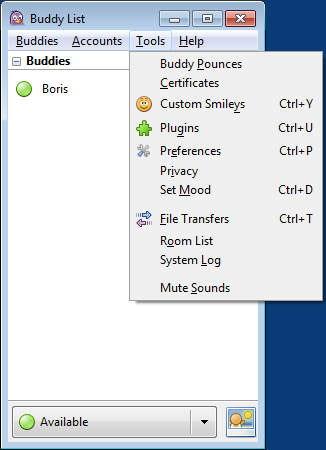 Buddy List
Buddies Accounts Tools Help
Buddies
Boris
Buddy Pounces
Certificates
Custom Smileys Ctrl+Y
Plugins Ctrl+U
Preferences Ctrl+P
Privacy
Set Mood Ctrl+D
File Transfers Ctrl+T
Room List
System Log
Mute Sounds
Available